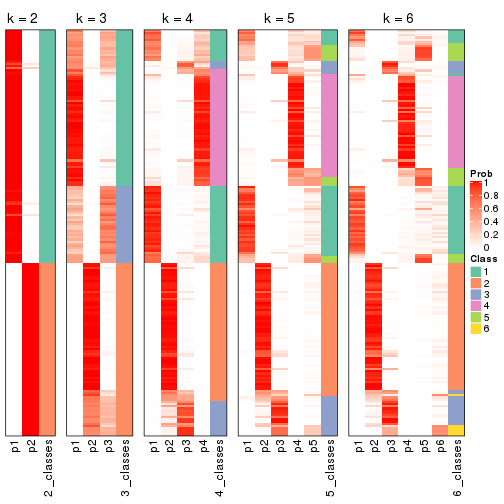 k = 2
k = 3
k = 4
k = 5
k = 6
Prob
1
0.8
0.6
0.4
0.2
0
Class
1
2
3
4
5
6
p1
p2
2_classes
p1
p2
p3
3_classes
p1
p2
p3
p4
4_classes
p1
p2
p3
p4
p5
5_classes
p1
p2
p3
p4
p5
p6
6_classes